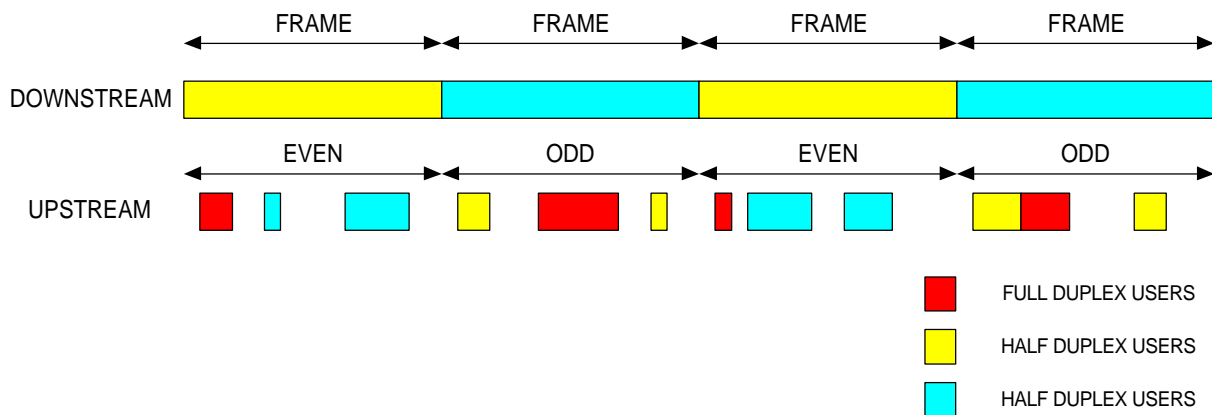 FRAME FRAME FRAME FRAME
DOWNSTREAM
EVEN ODD EVEN ODD
UPSTREAM
FULL DUPLEX USERS
HALF DUPLEX USERS
HALF DUPLEX USERS